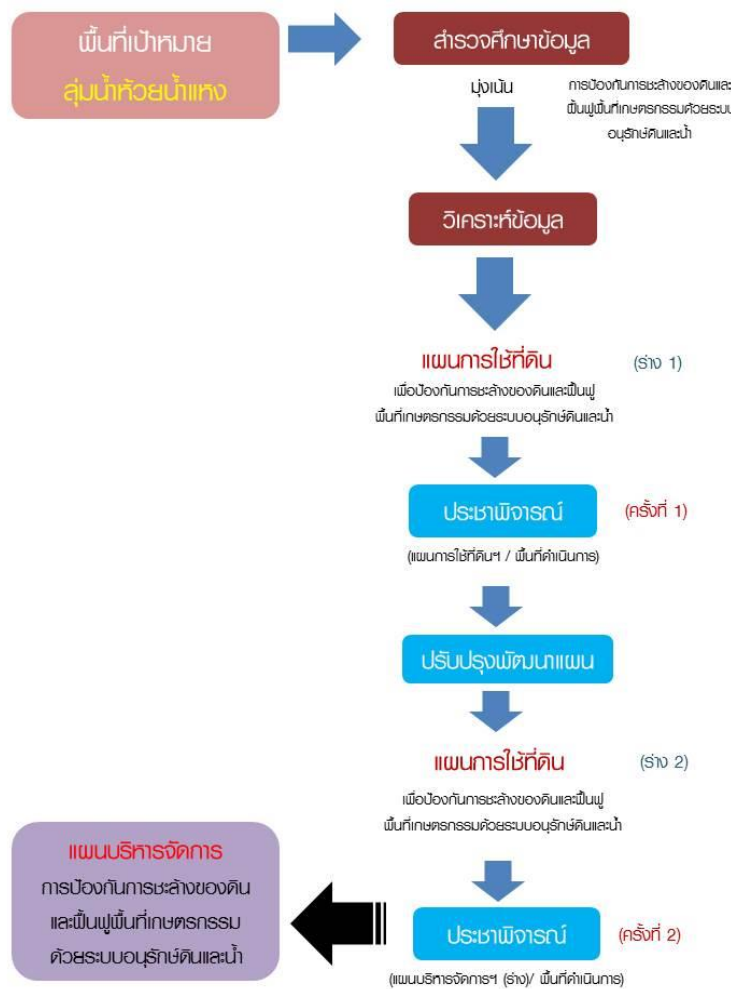 พื้นที่เป้าหมาย
ลุ่มน้ำห้วยน้ำแหง
สำรวจศึกษาข้อมูล
มุ่งเน้น
การป้องกันการชะล้างของดินและ
ฟื้นฟูพื้นที่เกษตรกรรมด้วยระบบ
อนุรักษ์ดินและน้ำ
วิเคราะห์ข้อมูล
แผนการใช้ที่ดิน (ร่าง 1)
เพื่อป้องกันการชะล้างของดินและฟื้นฟู
พื้นที่เกษตรกรรมด้วยระบบอนุรักษ์ดินและน้ำ
ประชาพิจารณ์ (ครั้งที่ 1)
(แผนการใช้ที่ดินฯ / พื้นที่ดำเนินการ)
ปรับปรุงพัฒนาแผน
แผนการใช้ที่ดิน (ร่าง 2)
เพื่อป้องกันการชะล้างของดินและฟื้นฟู
พื้นที่เกษตรกรรมด้วยระบบอนุรักษ์ดินและน้ำ
ประชาพิจารณ์ (ครั้งที่ 2)
(แผนบริหารจัดการฯ (ร่าง)/ พื้นที่ดำเนินการ)
แผนบริหารจัดการ
การป้องกันการชะล้างของดิน
และฟื้นฟูพื้นที่เกษตรกรรม
ด้วยระบบอนุรักษ์ดินและน้ำ